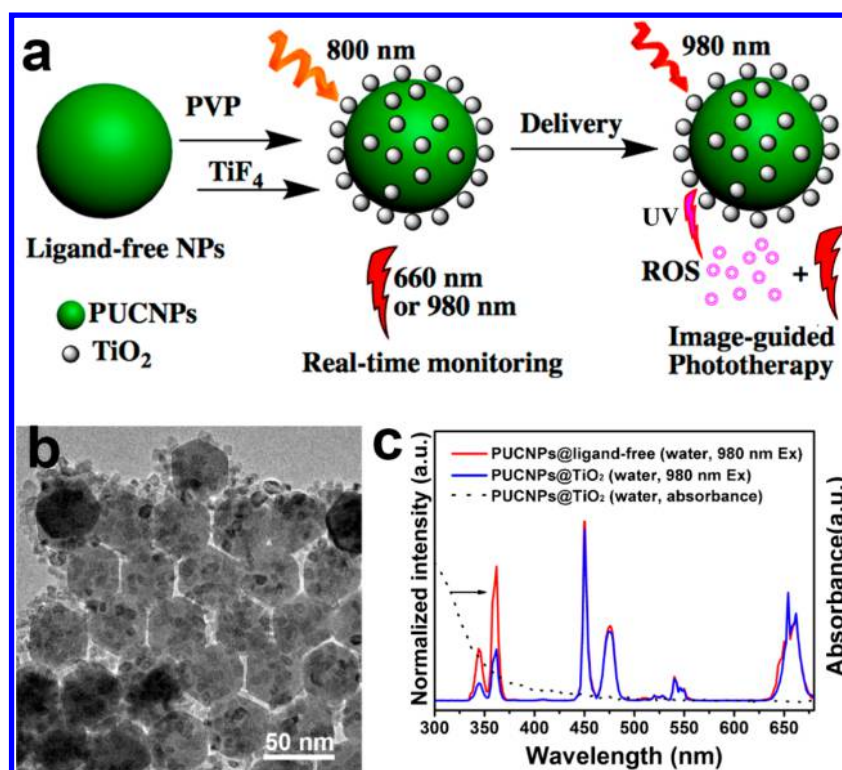 a
800 nm
980 nm
PVP
TiF₄
Delivery
Ligand-free NPs
UV
ROS
+
660 nm
or 980 nm
PUCNPs
TiO₂
Real-time monitoring
Image-guided
Phototherapy
b
50 nm
c
Normalized intensity (a.u.)
PUCNPs@ligand-free (water, 980 nm Ex)
PUCNPs@TiO₂ (water, 980 nm Ex)
PUCNPs@TiO₂ (water, absorbance)
Absorbance(a.u.)
300 350 400 450 500 550 600 650
Wavelength (nm)